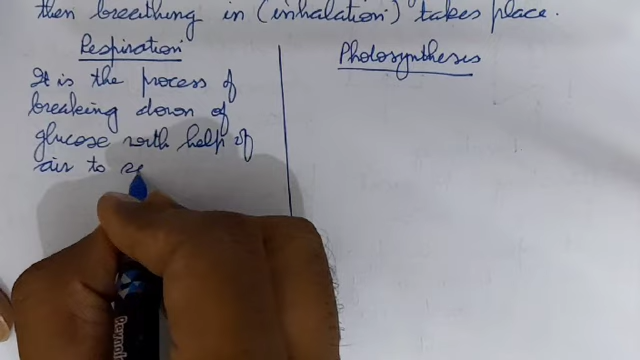 then breathing in (inhalation) takes place.
Respiration
It is the process of
breaking down of
glucose with help of
air to
Photosynthesis
Reynol